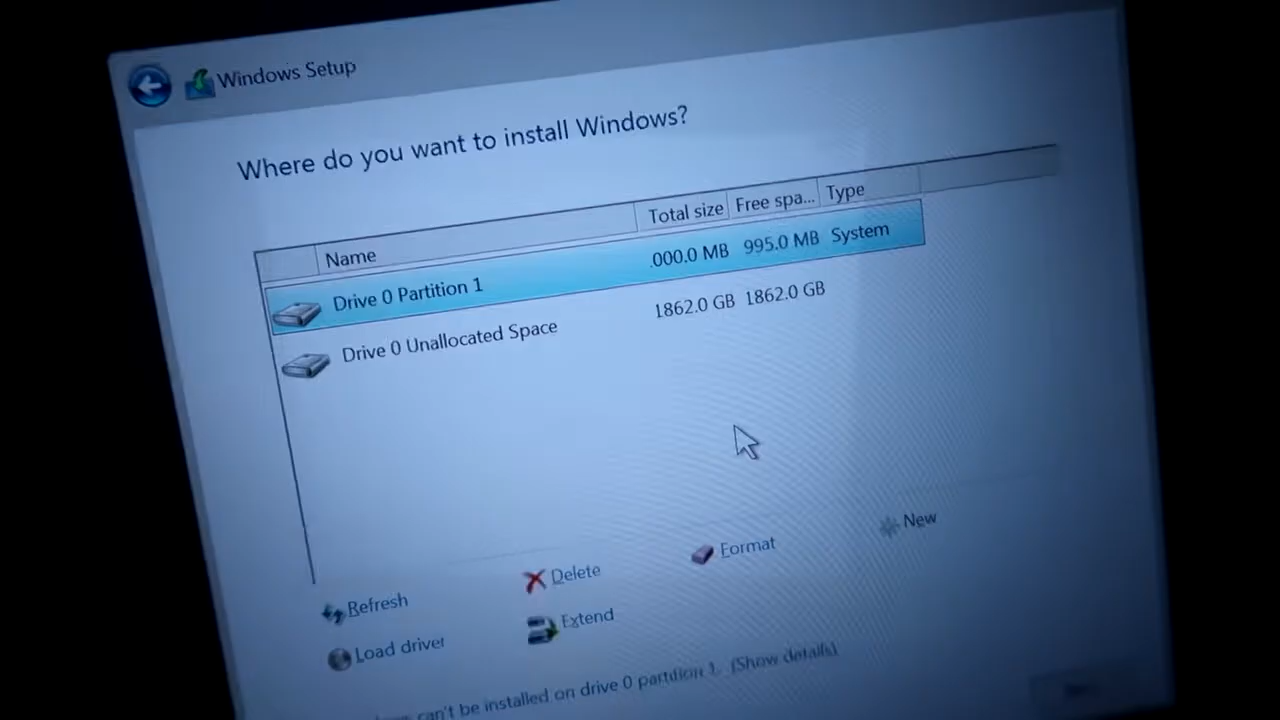 Windows Setup
Where do you want to install Windows?
Name Total size Free spa... Type
Drive 0 Partition 1 .000.0 MB 995.0 MB System
Drive 0 Unallocated Space 1862.0 GB 1862.0 GB
Refresh Delete Format New
Load driver Extend
can't be installed on drive 0 partition 1. (Show details)